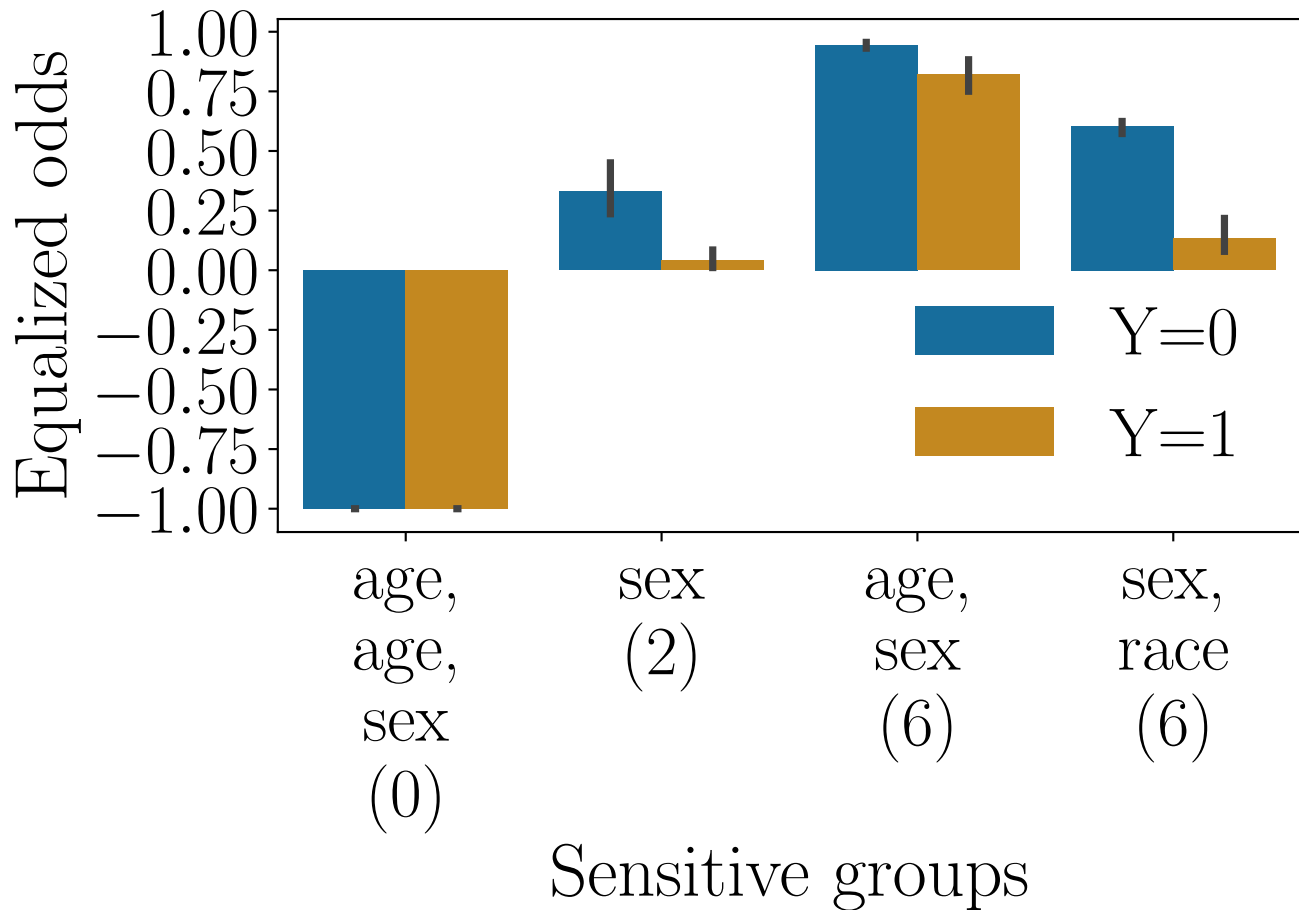 Equalized odds
1.00
0.75
0.50
0.25
0.00
−0.25
−0.50
−0.75
−1.00
Y=0
Y=1
age,
age,
sex
(0)
sex
(2)
age,
sex
(6)
sex,
race
(6)
Sensitive groups